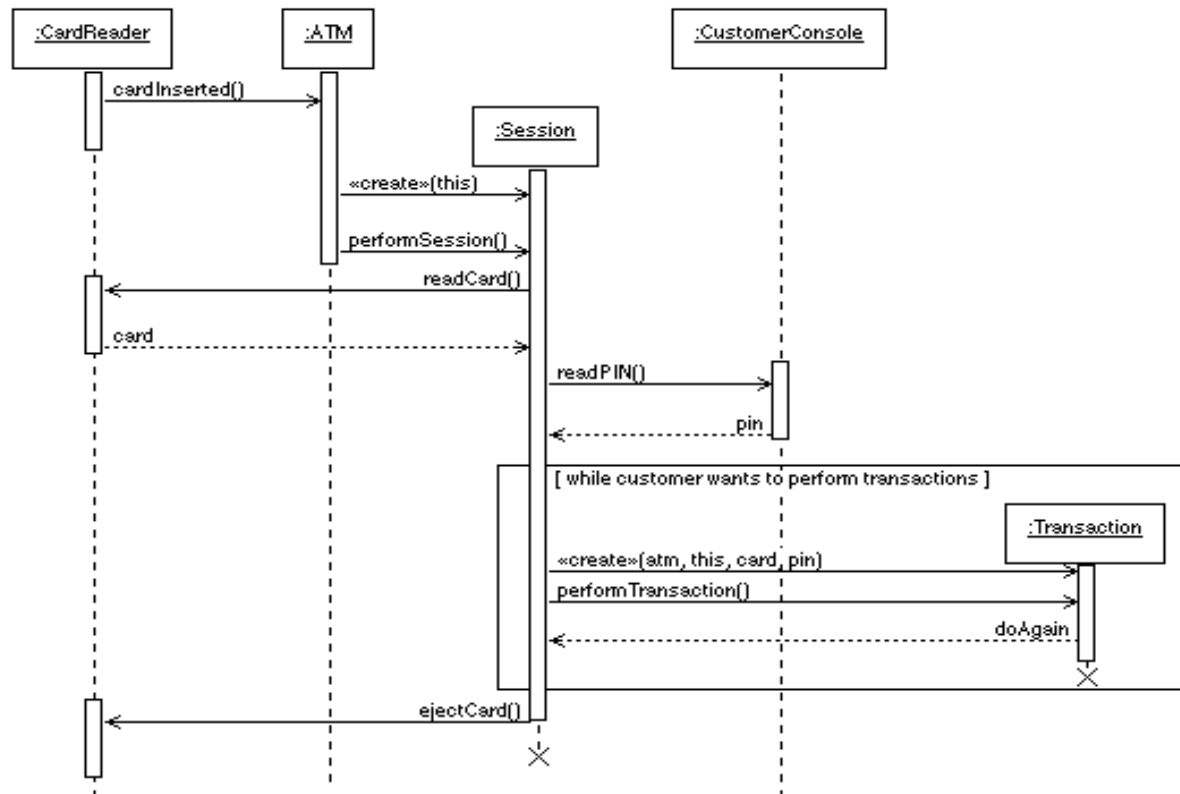 :CardReader
:ATM
:CustomerConsole
cardInserted()
:Session
«create»(this)
performSession()
readCard()
card
readPIN()
pin
[ while customer wants to perform transactions ]
:Transaction
«create»(atm, this, card, pin)
performTransaction()
doAgain
ejectCard()